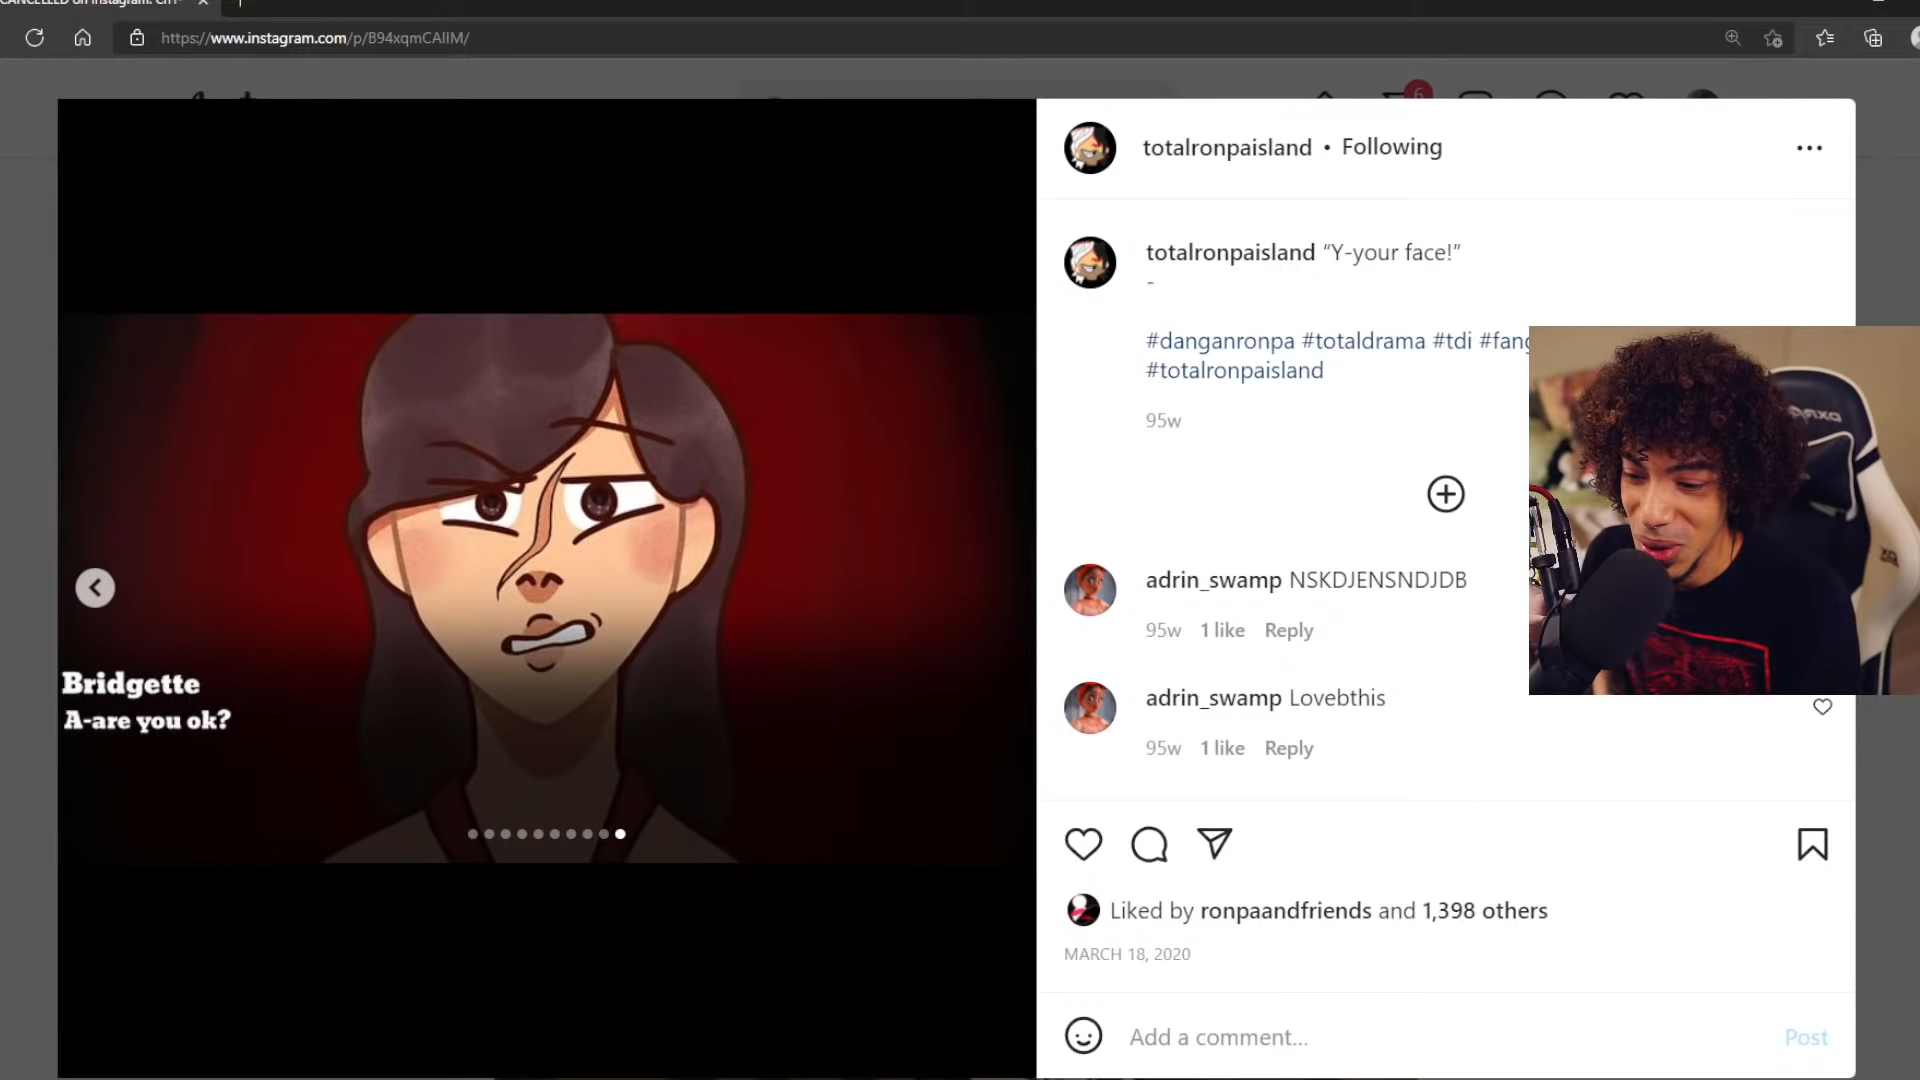 https://www.instagram.com/p/B94xqmCAIIM/
6
totalronpaisland • Following
totalronpaisland “Y-your face!”
-
#danganronpa #totaldrama #tdi
#totalronpaisland
95w
adrin_swamp NSKDJENSNDJDB
95w 1 like Reply
adrin_swamp Lovebthis
95w 1 like Reply
Bridgette
A-are you ok?
Liked by ronpaandfriends and 1,398 others
MARCH 18, 2020
Add a comment...
Post